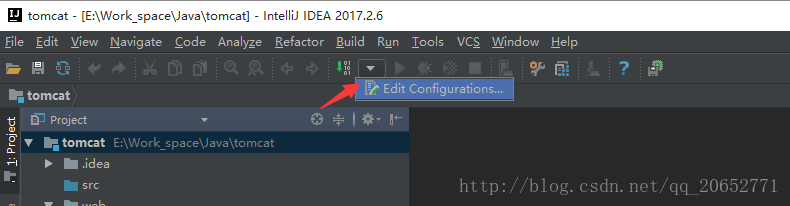 tomcat - [E:\Work_space\Java\tomcat] - IntelliJ IDEA 2017.2.6
File Edit View Navigate Code Analyze Refactor Build Run Tools VCS Window Help
Edit Configurations...
tomcat
1: Project
Project
tomcat E:\Work_space\Java\tomcat
.idea
src
web
http://blog.csdn.net/qq_20652771